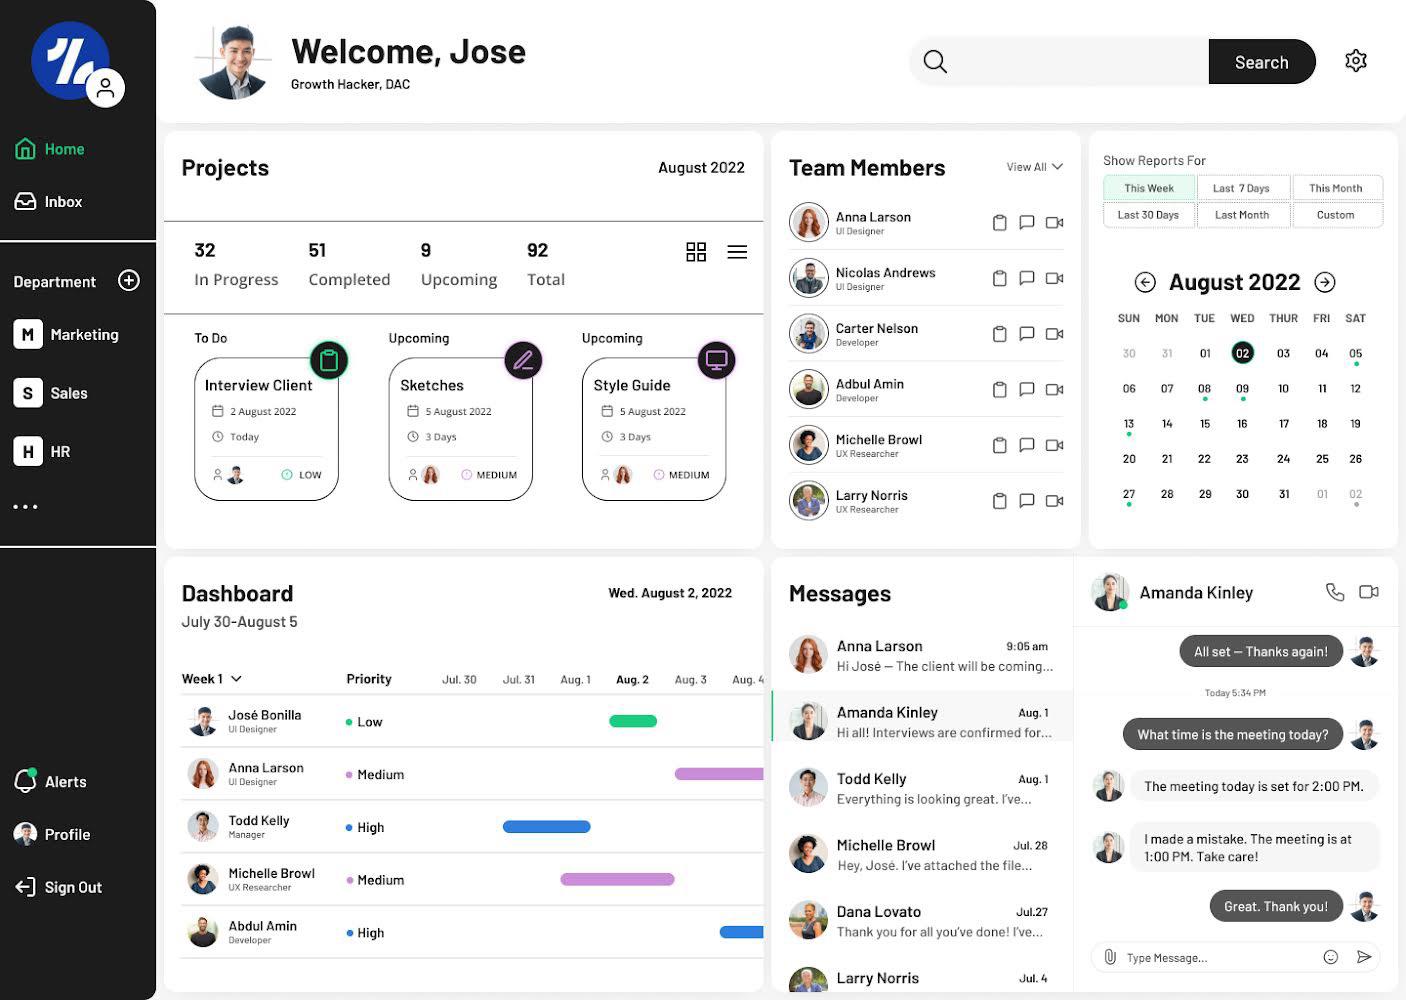 Home
Inbox
Department
M Marketing
S Sales
H HR
Alerts
Profile
Sign Out
Welcome, Jose
Growth Hacker, DAC
Search
Projects
August 2022
32
In Progress
51
Completed
9
Upcoming
92
Total
To Do
Interview Client
2 August 2022
Today
LOW
Upcoming
Sketches
5 August 2022
3 Days
MEDIUM
Upcoming
Style Guide
5 August 2022
3 Days
MEDIUM
Team Members
View All
Anna Larson
UI Designer
Nicolas Andrews
UI Designer
Carter Nelson
Developer
Adbul Amin
Developer
Michelle Browl
UX Researcher
Larry Norris
UX Researcher
Show Reports For
This Week Last 7 Days This Month
Last 30 Days Last Month Custom
August 2022
SUN MON TUE WED THUR FRI SAT
30 31 01 02 03 04 05
06 07 08 09 10 11 12
13 14 15 16 17 18 19
20 21 22 23 24 25 26
27 28 29 30 31 01 02
Dashboard
Wed. August 2, 2022
July 30-August 5
Week 1 Priority Jul. 30 Jul. 31 Aug. 1 Aug. 2 Aug. 3 Aug. 4
José Bonilla
UI Designer
Low
Anna Larson
UI Designer
Medium
Todd Kelly
Manager
High
Michelle Browl
UX Researcher
Medium
Abdul Amin
Developer
High
Messages
Anna Larson 9:05 am
Hi José — The client will be coming...
Amanda Kinley Aug. 1
Hi all! Interviews are confirmed for...
Todd Kelly Aug. 1
Everything is looking great. I've...
Michelle Browl Jul. 28
Hey, José. I've attached the file...
Dana Lovato Jul.27
Thank you for all you've done! I've...
Larry Norris Jul. 4
Amanda Kinley
All set — Thanks again!
Today 5:34 PM
What time is the meeting today?
The meeting today is set for 2:00 PM.
I made a mistake. The meeting is at
1:00 PM. Take care!
Great. Thank you!
Type Message...